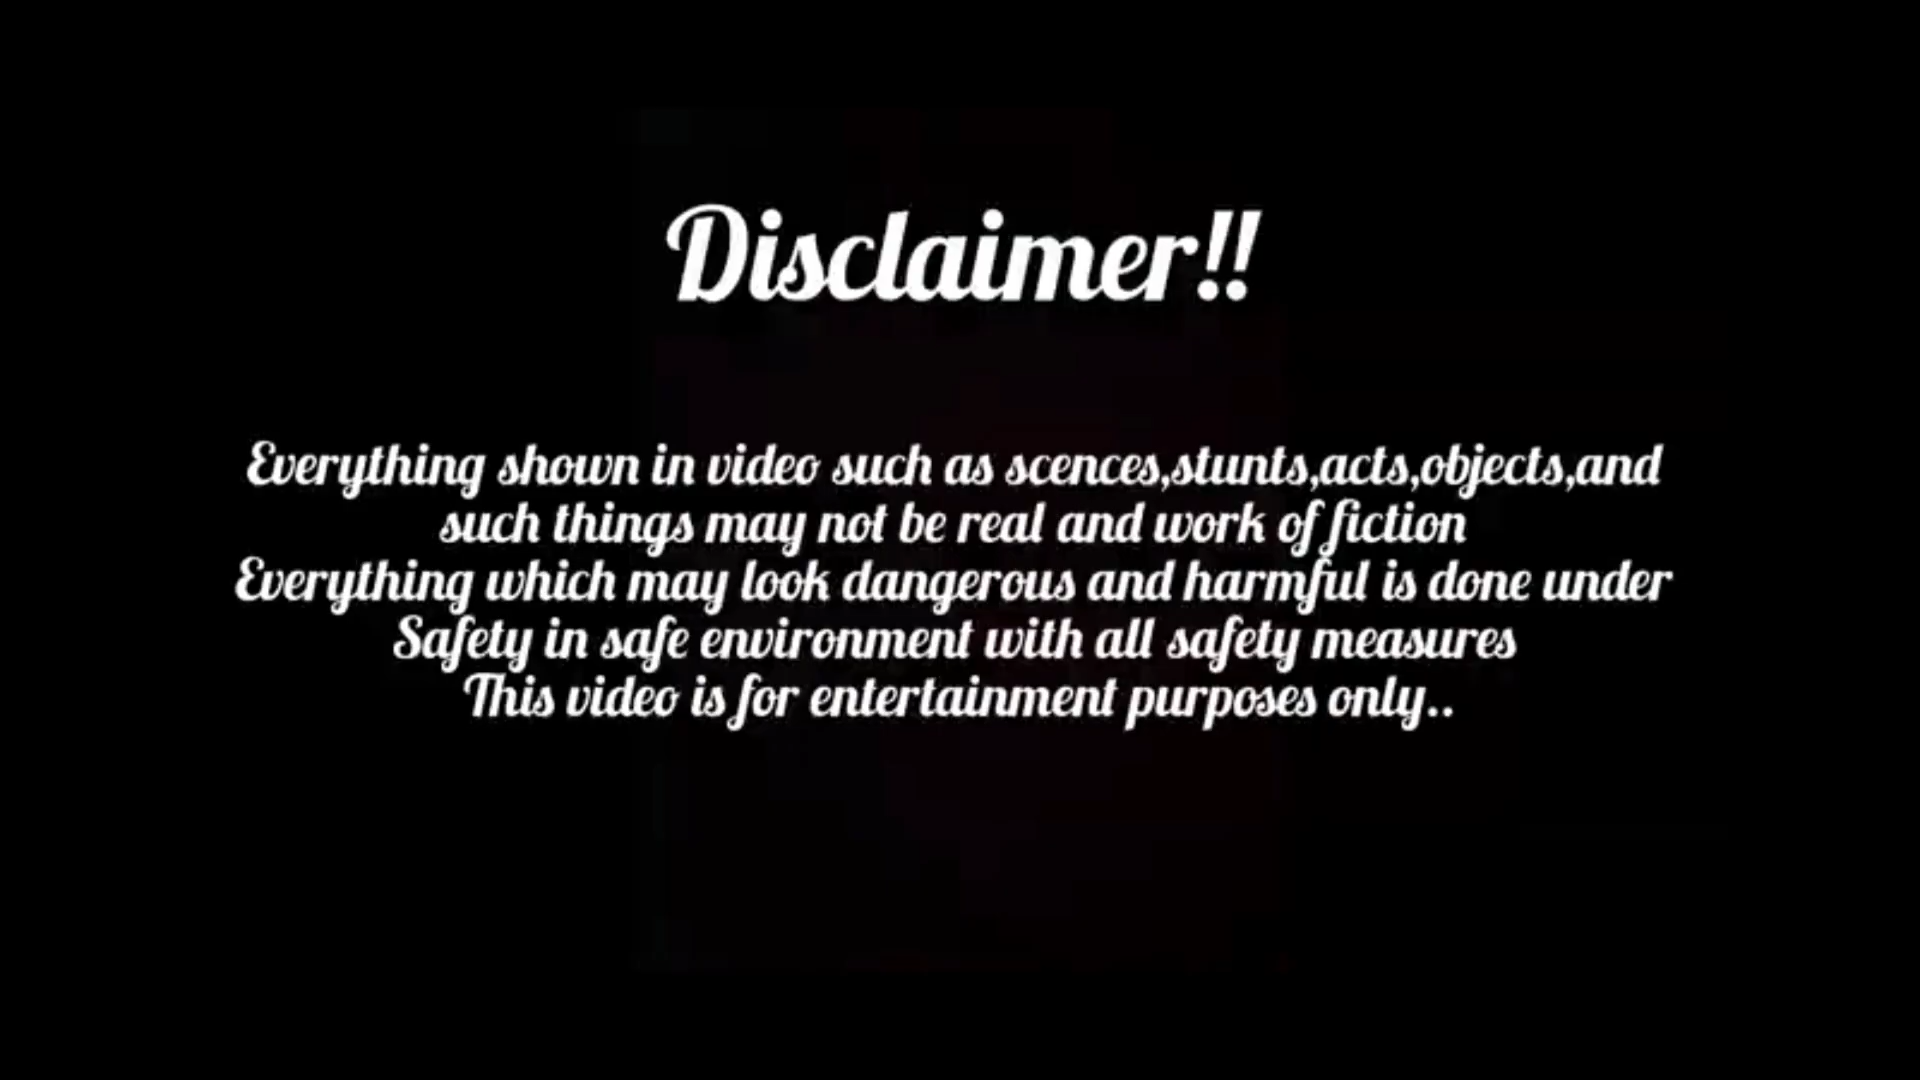 Disclaimer!!
Everything shown in video such as scences,stunts,acts,objects,and
such things may not be real and work of fiction
Everything which may look dangerous and harmful is done under
Safety in safe environment with all safety measures
This video is for entertainment purposes only..